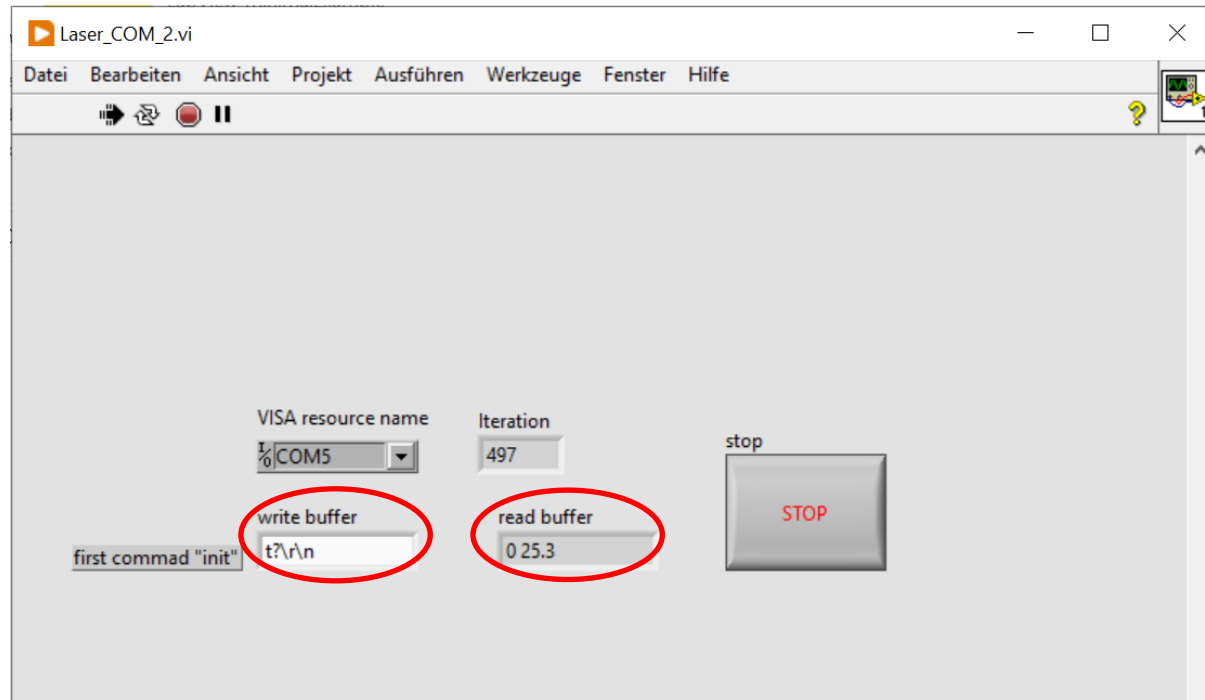 Laser_COM_2.vi
Datei Bearbeiten Ansicht Projekt Ausführen Werkzeuge Fenster Hilfe
?
VISA resource name
Iteration
stop
I/O COM5
497
STOP
write buffer
read buffer
first commad "init"
t?\r\n
0 25.3